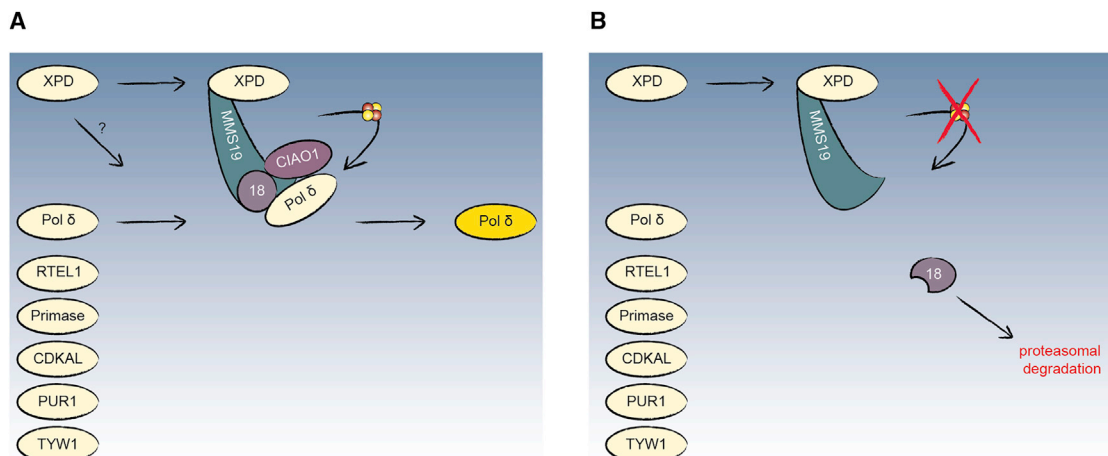 A
XPD
XPD
?
MMS19
CIAO1
18
Pol δ
Pol δ
Pol δ
RTEL1
Primase
CDKAL
PUR1
TYW1
B
XPD
XPD
MMS19
Pol δ
RTEL1
18
Primase
proteasomal
degradation
CDKAL
PUR1
TYW1